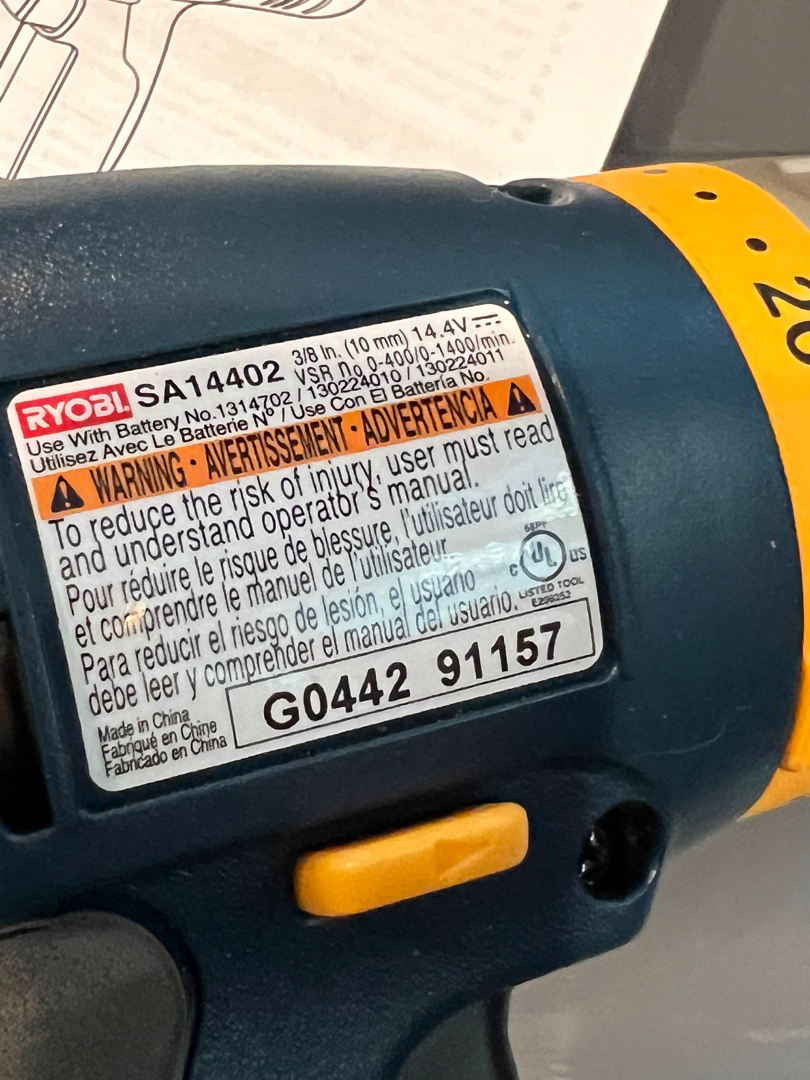 RYOBI SA14402 3/8 in. (10 mm) 14.4V
VSR no 0-400/0-1400/min.
Use With Battery No.1314702 / 130224010 / 130224011
Utilisez Avec Le Batterie N° / Use Con El Batería No.
WARNING · AVERTISSEMENT · ADVERTENCIA
To reduce the risk of injury, user must read
and understand operator's manual.
Pour réduire le risque de blessure, l'utilisateur doit lire
et comprendre le manuel de l'utilisateur
Para reducir el riesgo de lesión, el usuario
debe leer y comprender el manual del usuario.
68PF
C UL US
LISTED TOOL
Made in China
Fabriqué en Chine
Fabricado en China
G0442 91157
20